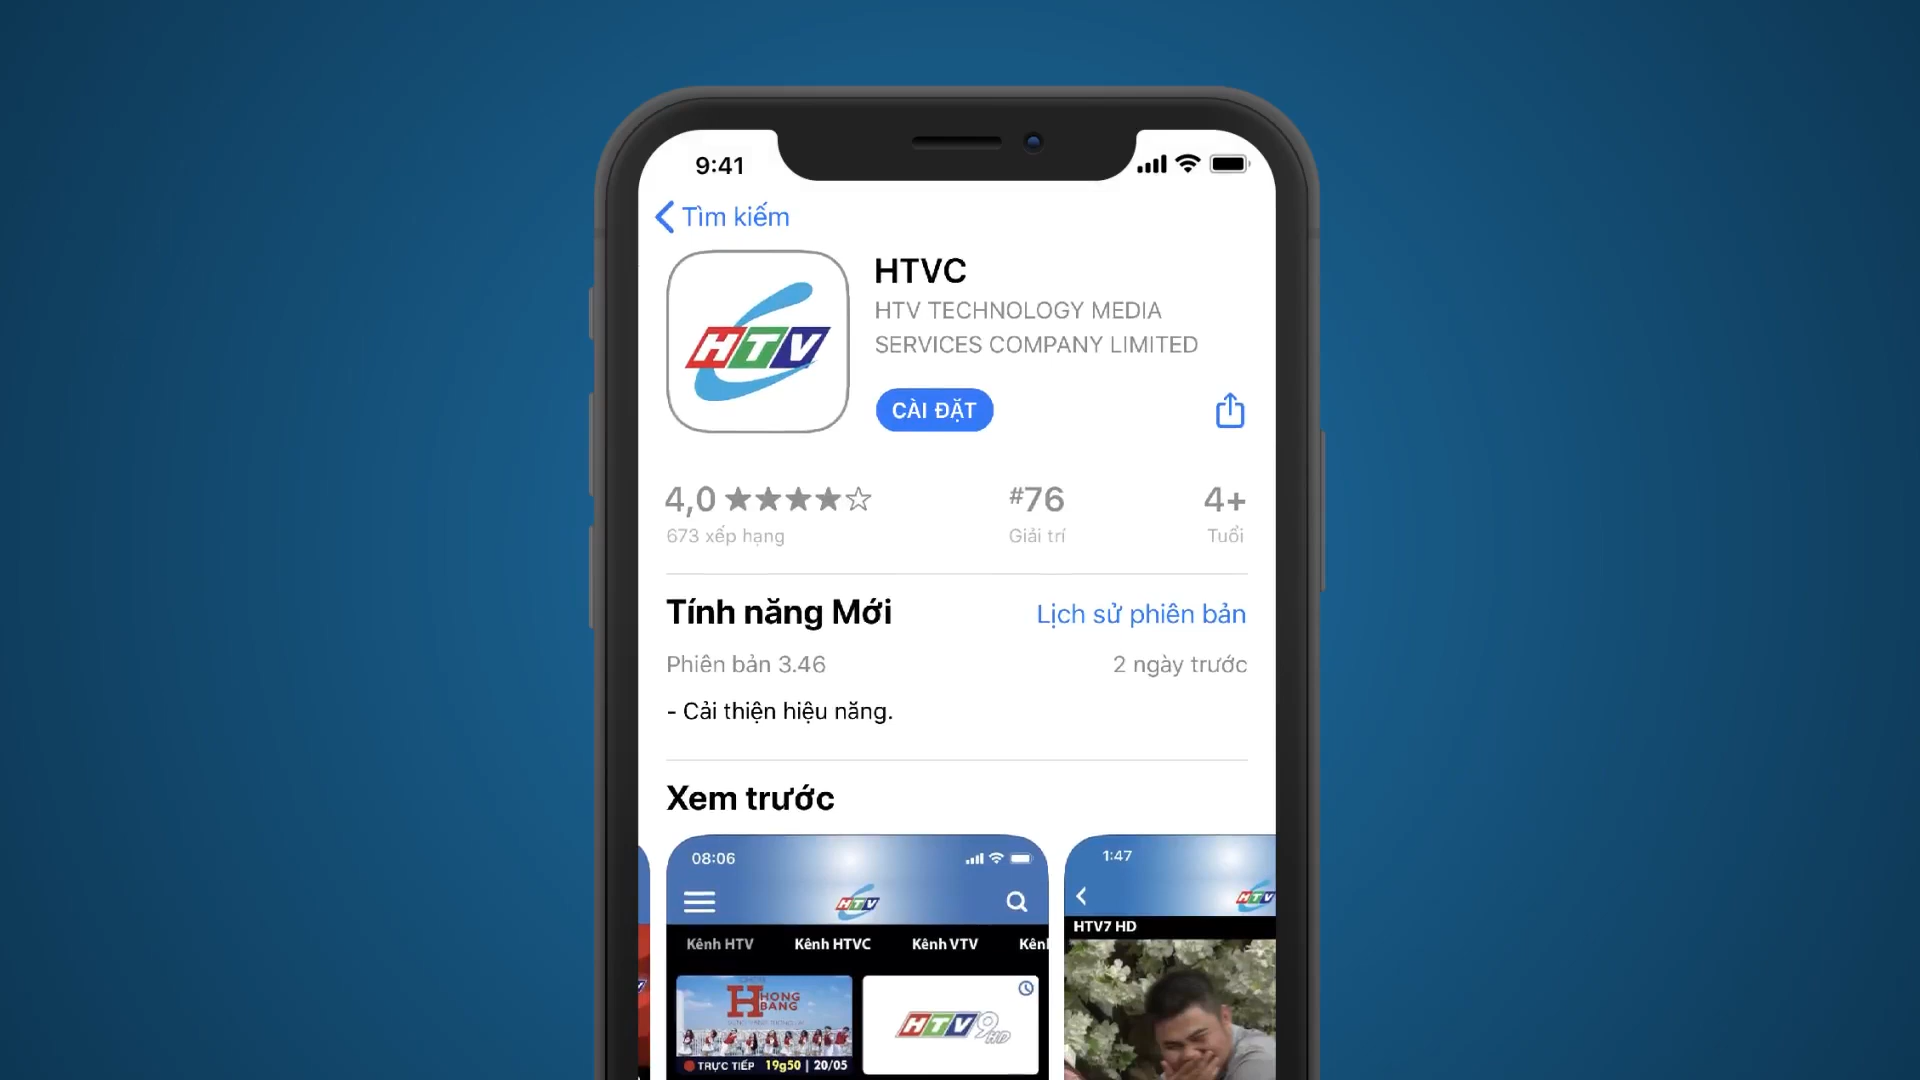 9:41
Tìm kiếm
HTV
HTVC
HTV TECHNOLOGY MEDIA
SERVICES COMPANY LIMITED
CÀI ĐẶT
4,0
673 xếp hạng
#76
Giải trí
4+
Tuổi
Tính năng Mới
Lịch sử phiên bản
Phiên bản 3.46
2 ngày trước
- Cải thiện hiệu năng.
Xem trước
08:06
HTV
Kênh HTV
Kênh HTVC
Kênh VTV
HONG
BANG
TRỰC TIẾP 19g50 | 20/05
HTV9 HD
1:47
HTV
HTV7 HD